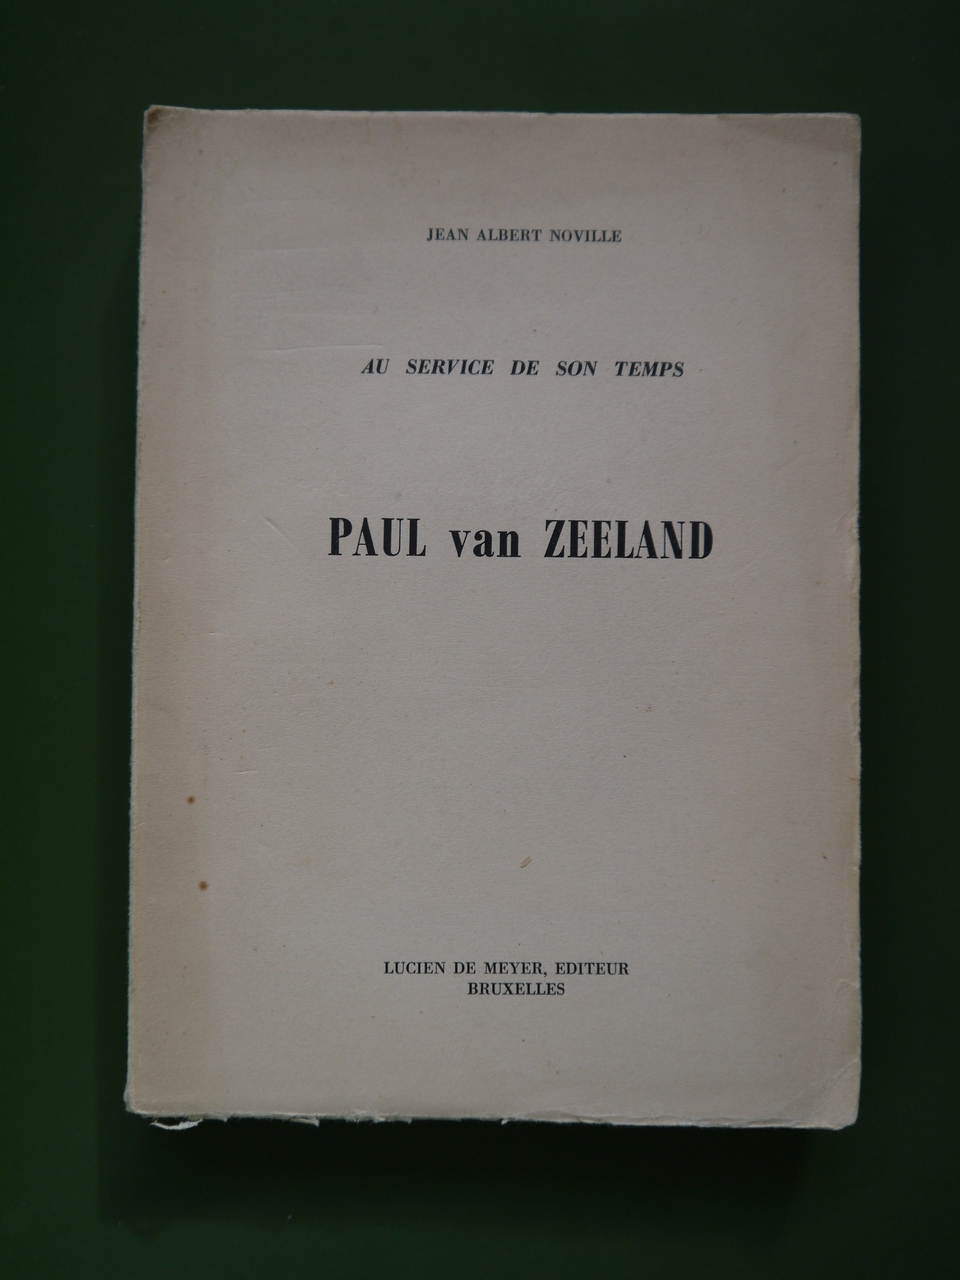 JEAN ALBERT NOVILLE
AU SERVICE DE SON TEMPS
PAUL van ZEELAND
LUCIEN DE MEYER, EDITEUR
BRUXELLES